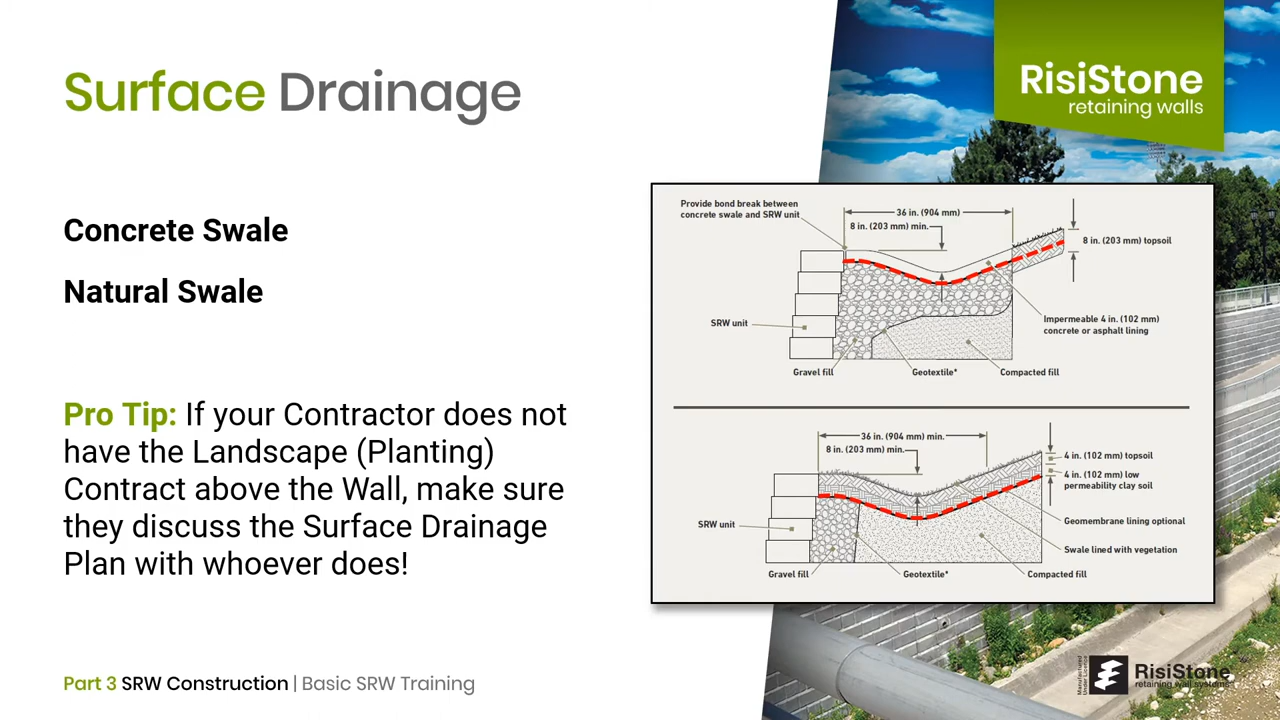 Surface Drainage
RisiStone
retaining walls
Concrete Swale
Natural Swale
Pro Tip: If your Contractor does not
have the Landscape (Planting)
Contract above the Wall, make sure
they discuss the Surface Drainage
Plan with whoever does!
Provide bond break between
concrete swale and SRW unit
36 in. (904 mm)
8 in. (203 mm) min.
8 in. (203 mm) topsoil
SRW unit
Impermeable 4 in. (102 mm)
concrete or asphalt lining
Gravel fill
Geotextile*
Compacted fill
36 in. (904 mm) min.
8 in. (203 mm) min.
4 in. (102 mm) topsoil
4 in. (102 mm) low
permeability clay soil
Geomembrane lining optional
SRW unit
Swale lined with vegetation
Gravel fill
Geotextile*
Compacted fill
Part 3 SRW Construction | Basic SRW Training
Manufactured
Under Licence
RisiStone
retaining wall systems